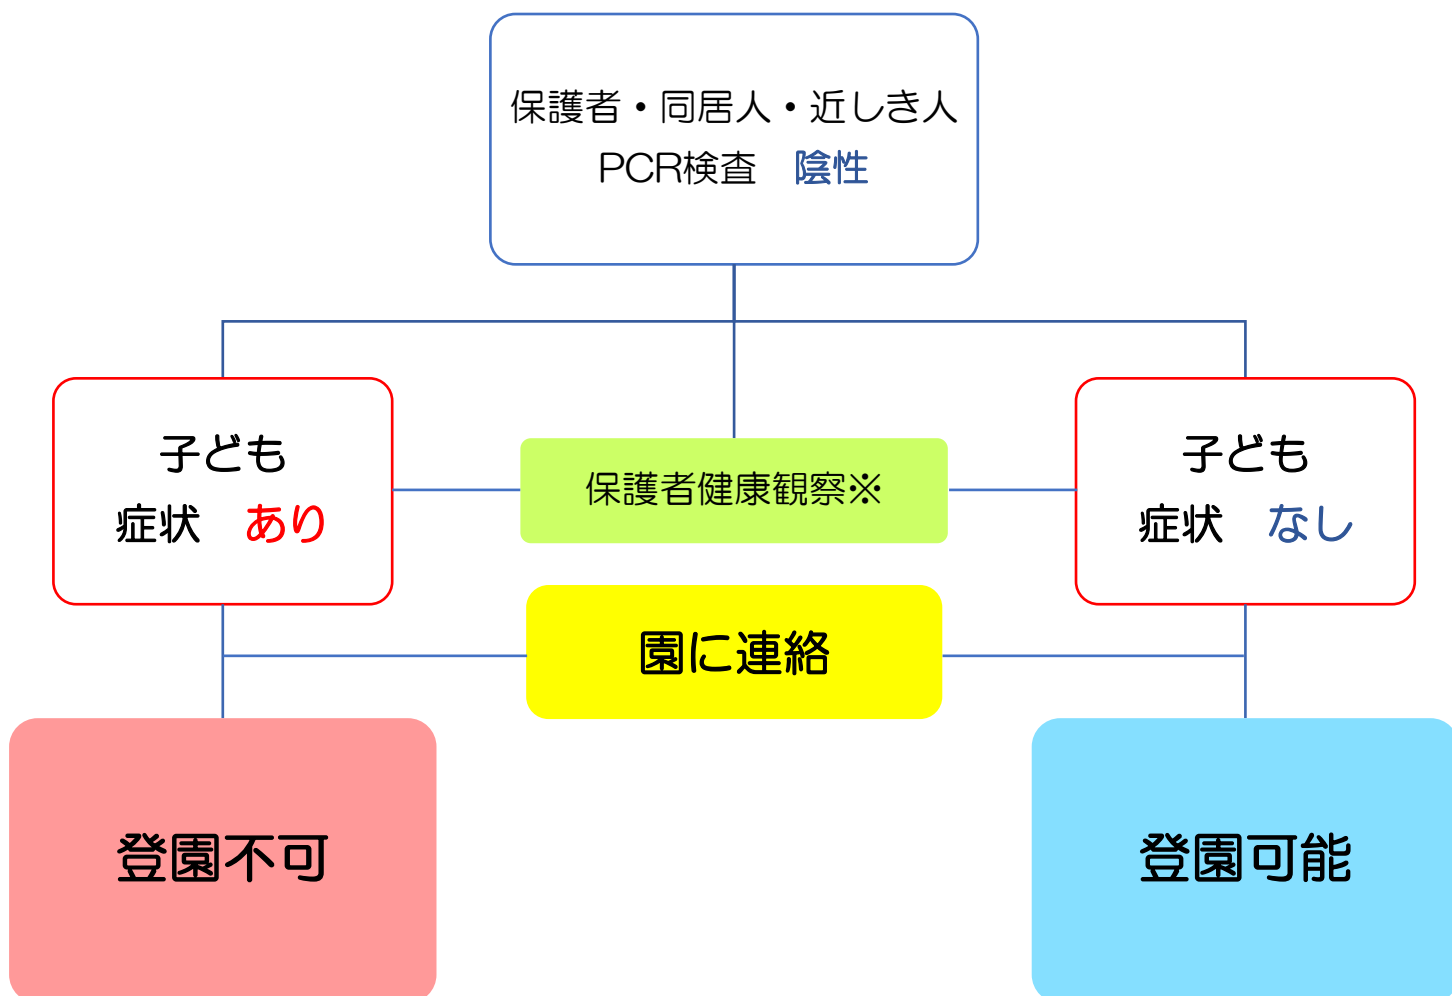 保護者・同居人・近しき人
PCR検査　陰性
子ども
症状　あり
保護者健康観察※
子ども
症状　なし
園に連絡
登園不可
登園可能